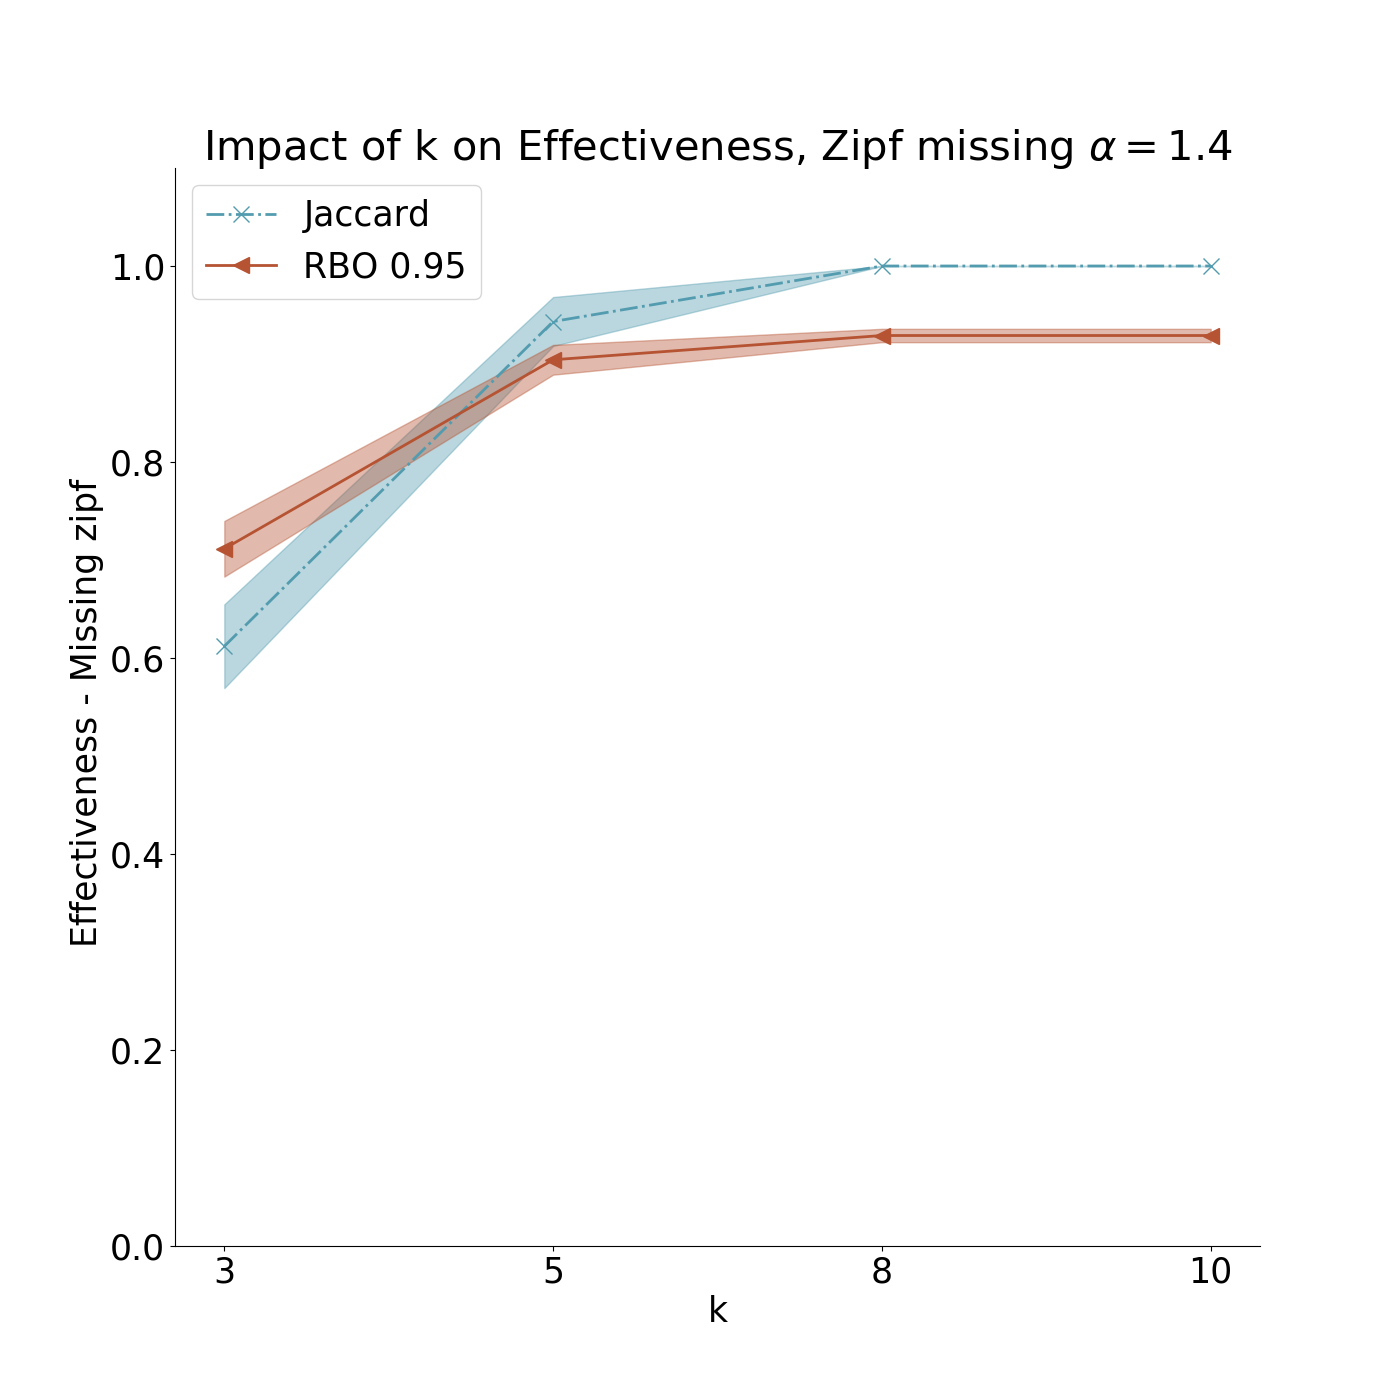 Impact of k on Effectiveness, Zipf missing α = 1.4
Jaccard
RBO 0.95
Effectiveness - Missing zipf
1.0
0.8
0.6
0.4
0.2
0.0
3 5 8 10
k